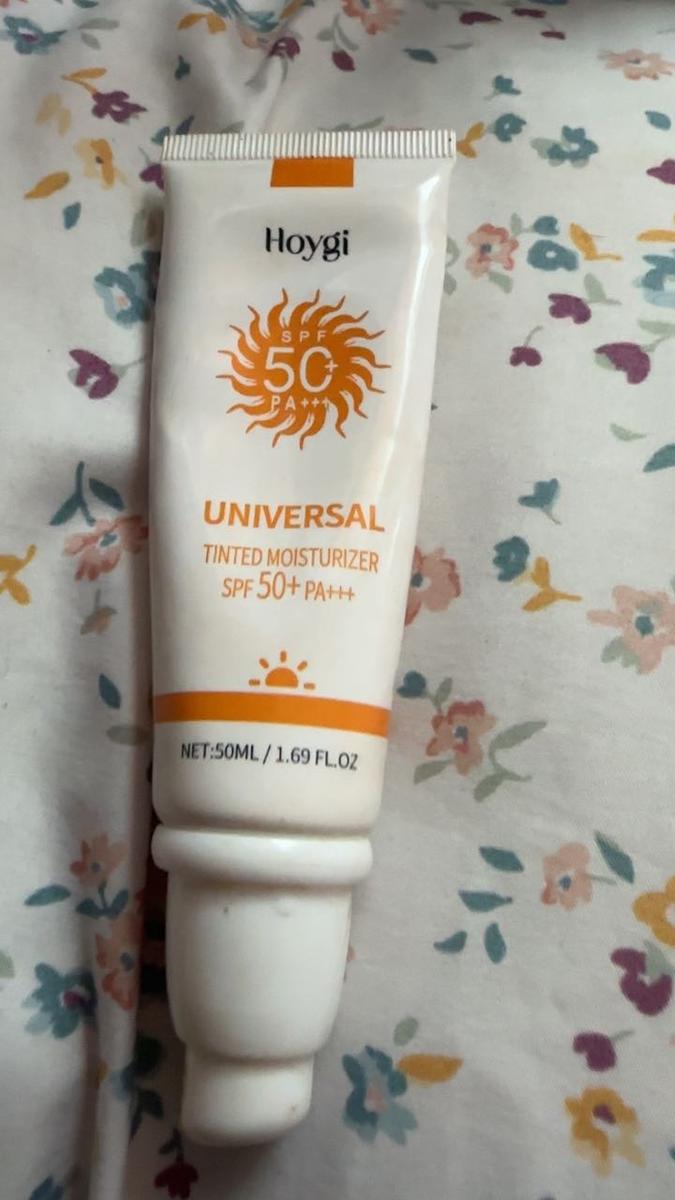 Hoygi
SPF
50+
PA+++
UNIVERSAL
TINTED MOISTURIZER
SPF 50+ PA+++
NET:50ML / 1.69 FL.OZ